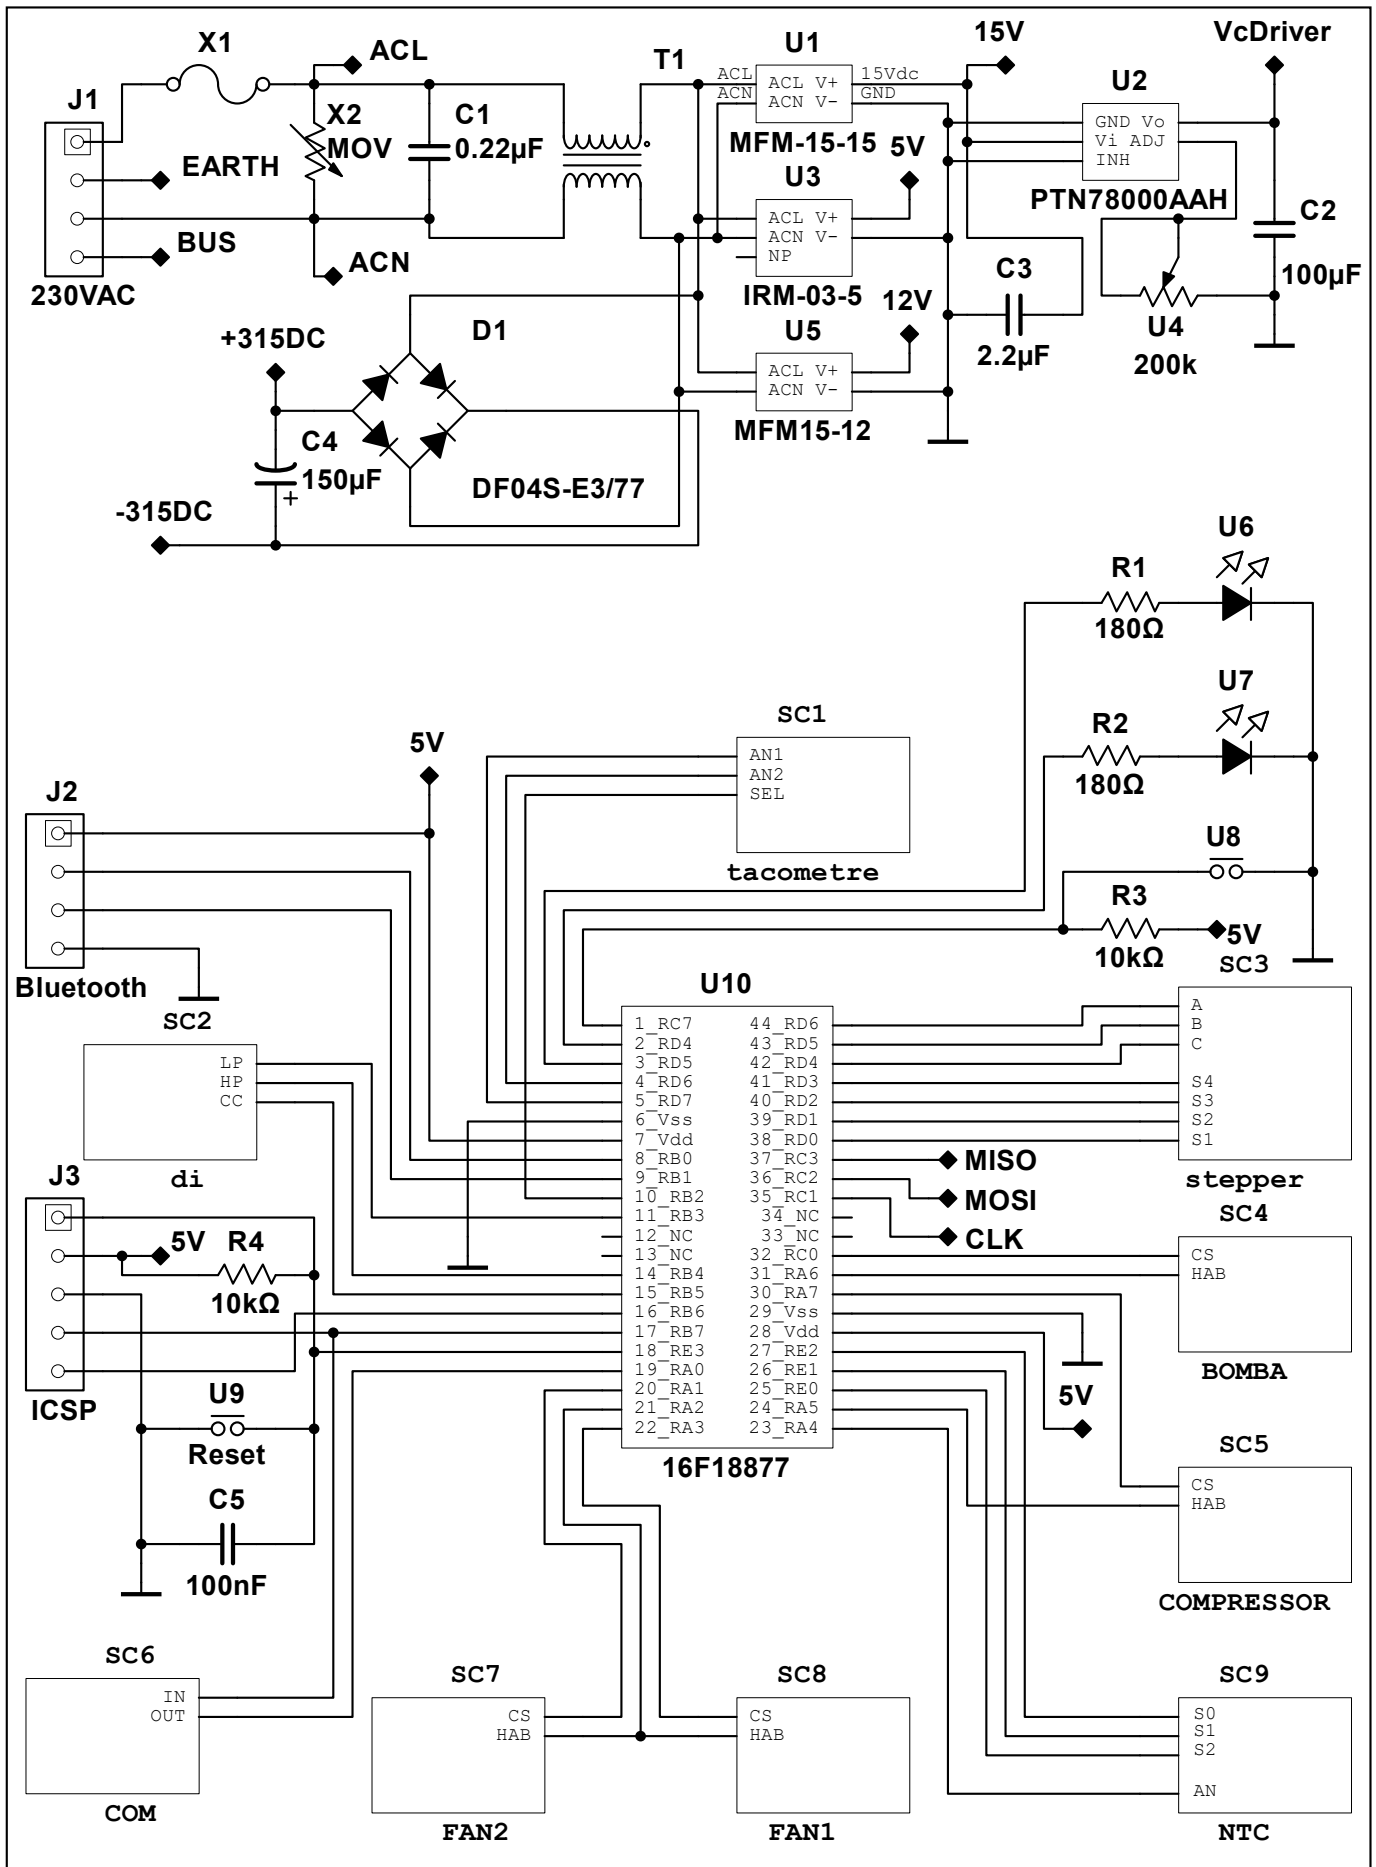 X1
ACL
T1
U1
15V
VcDriver
J1
ACL
ACN
ACL V+
ACN V-
15Vdc
GND
U2
X2
MOV
C1
0.22µF
GND Vo
Vi ADJ
INH
EARTH
MFM-15-15
5V
U3
PTN78000AAH
BUS
ACL V+
ACN V-
NP
C2
ACN
C3
230VAC
IRM-03-5
12V
100µF
+315DC
D1
U5
U4
2.2µF
200k
ACL V+
ACN V-
C4
MFM15-12
150µF
DF04S-E3/77
+
-315DC
U6
R1
180Ω
U7
SC1
R2
5V
AN1
AN2
SEL
180Ω
J2
U8
tacometre
R3
5V
10kΩ
SC3
Bluetooth
U10
SC2
1_RC7
2_RD4
3_RD5
4_RD6
5_RD7
6_Vss
7_Vdd
8_RB0
9_RB1
10_RB2
11_RB3
12_NC
13_NC
14_RB4
15_RB5
16_RB6
17_RB7
18_RE3
19_RA0
20_RA1
21_RA2
22_RA3
44_RD6
43_RD5
42_RD4
41_RD3
40_RD2
39_RD1
38_RD0
37_RC3
36_RC2
35_RC1
34_NC
33_NC
32_RC0
31_RA6
30_RA7
29_Vss
28_Vdd
27_RE2
26_RE1
25_RE0
24_RA5
23_RA4
A
B
C
S4
S3
S2
S1
LP
HP
CC
MISO
J3
di
MOSI
stepper
SC4
5V
R4
CLK
CS
HAB
10kΩ
BOMBA
U9
5V
ICSP
Reset
16F18877
SC5
C5
CS
HAB
100nF
COMPRESSOR
SC6
SC7
SC8
SC9
IN
OUT
CS
HAB
CS
HAB
S0
S1
S2
AN
COM
FAN2
FAN1
NTC